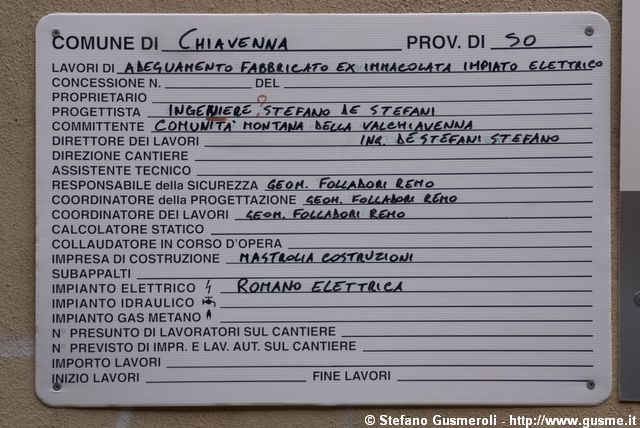 COMUNE DI CHIAVENNA PROV. DI SO
LAVORI DI ADEGUAMENTO FABBRICATO EX IMMACOLATA IMPIATO ELETTRICO
CONCESSIONE N. DEL
PROPRIETARIO
PROGETTISTA INGENIERE ? STEFANO DE STEFANI
COMMITTENTE COMUNITA' MONTANA DELLA VALCHIAVENNA
DIRETTORE DEI LAVORI ING. DE STEFANI STEFANO
DIREZIONE CANTIERE
ASSISTENTE TECNICO
RESPONSABILE della SICUREZZA GEOM. FOLLADORI REMO
COORDINATORE della PROGETTAZIONE GEOM. FOLLADORI REMO
COORDINATORE DEI LAVORI GEOM. FOLLADORI REMO
CALCOLATORE STATICO
COLLAUDATORE IN CORSO D'OPERA
IMPRESA DI COSTRUZIONE MASTROLIA COSTRUZIONI
SUBAPPALTI
IMPIANTO ELETTRICO ROMANO ELETTRICA
IMPIANTO IDRAULICO
IMPIANTO GAS METANO
N° PRESUNTO DI LAVORATORI SUL CANTIERE
N° PREVISTO DI IMPR. E LAV. AUT. SUL CANTIERE
IMPORTO LAVORI
INIZIO LAVORI FINE LAVORI
© Stefano Gusmeroli - http://www.gusme.it